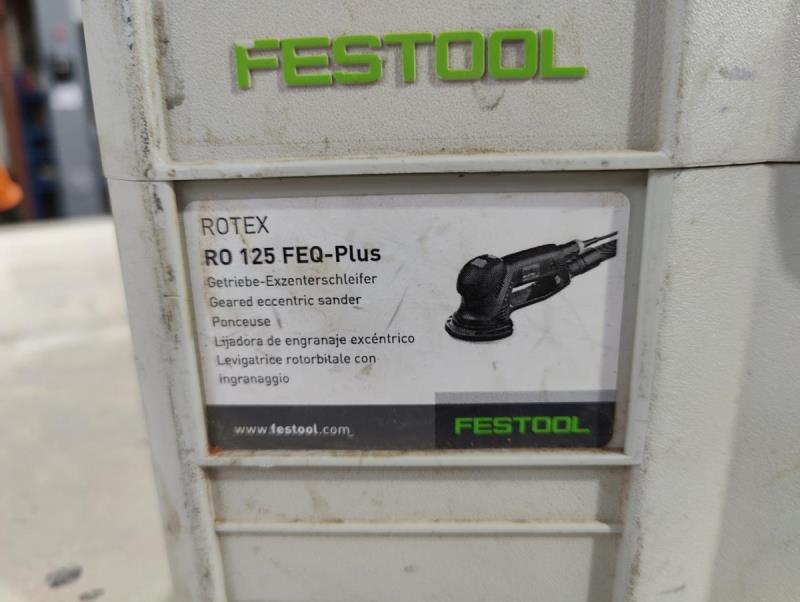 FESTOOL
ROTEX
RO 125 FEQ-Plus
Getriebe-Exzenterschleifer
Geared eccentric sander
Ponceuse
Lijadora de engranaje excéntrico
Levigatrice rotorbitale con
ingranaggio
www.festool.com
FESTOOL